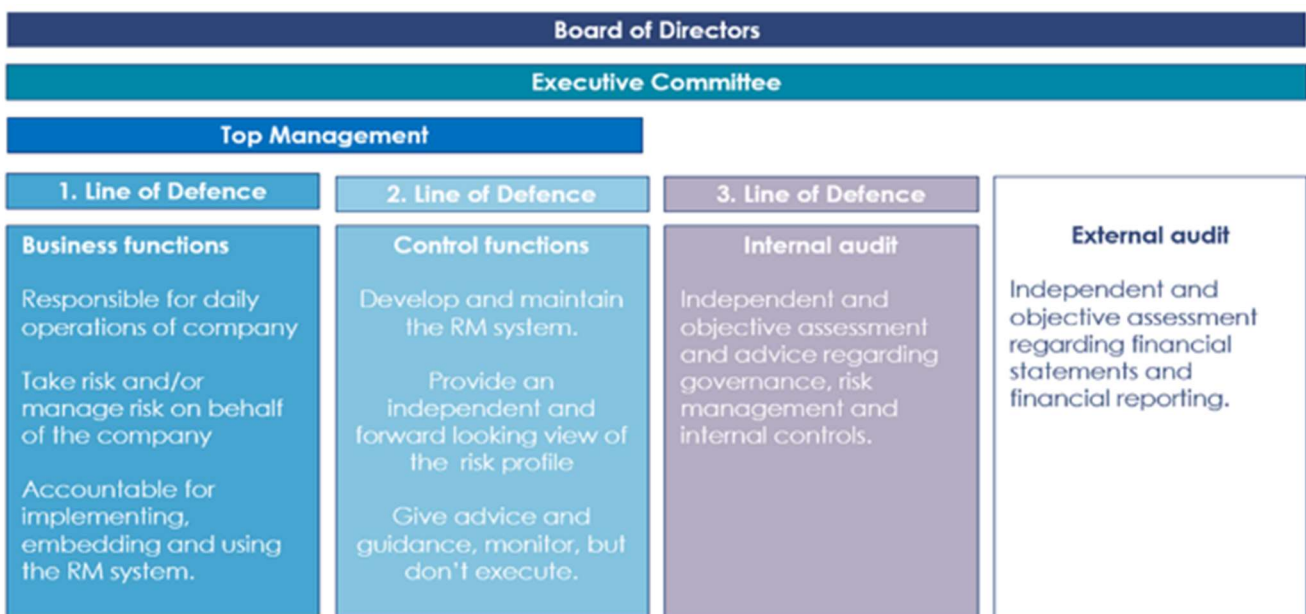 Board of Directors
Executive Committee
Top Management
1. Line of Defence
Business functions
Responsible for daily
operations of company
Take risk and/or
manage risk on behalf
of the company
Accountable for
implementing,
embedding and using
the RM system.
2. Line of Defence
Control functions
Develop and maintain
the RM system.
Provide an
independent and
forward looking view of
the risk profile
Give advice and
guidance, monitor, but
don't execute.
3. Line of Defence
Internal audit
Independent and
objective assessment
and advice regarding
governance, risk
management and
internal controls.
External audit
Independent and
objective assessment
regarding financial
statements and
financial reporting.